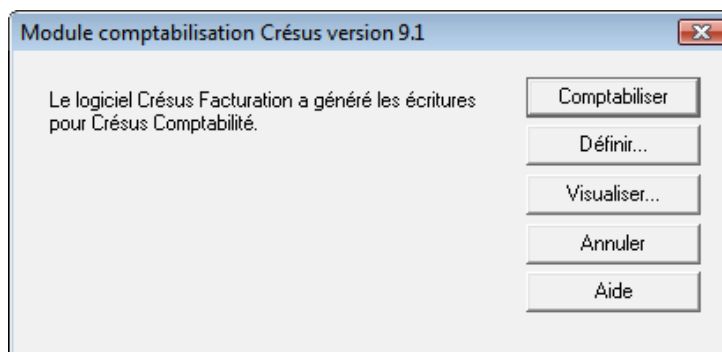 Module comptabilisation Crésus version 9.1
Le logiciel Crésus Facturation a généré les écritures
pour Crésus Comptabilité.
Comptabiliser
Définir...
Visualiser...
Annuler
Aide